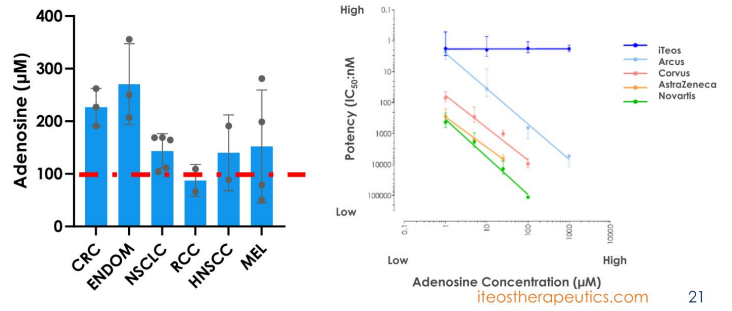 400
300
200
100
0
Adenosine (µM)
CRC
ENDOM
NSCLC
RCC
HNSCC
MEL
High
Potency (IC50:nM
Low
0.1
1
10
100
1000
10000
100000
0.1
1
10
100
1000
10000
Low
High
Adenosine Concentration (µM)
iTeos
Arcus
Corvus
AstraZeneca
Novartis
iteostherapeutics.com
21